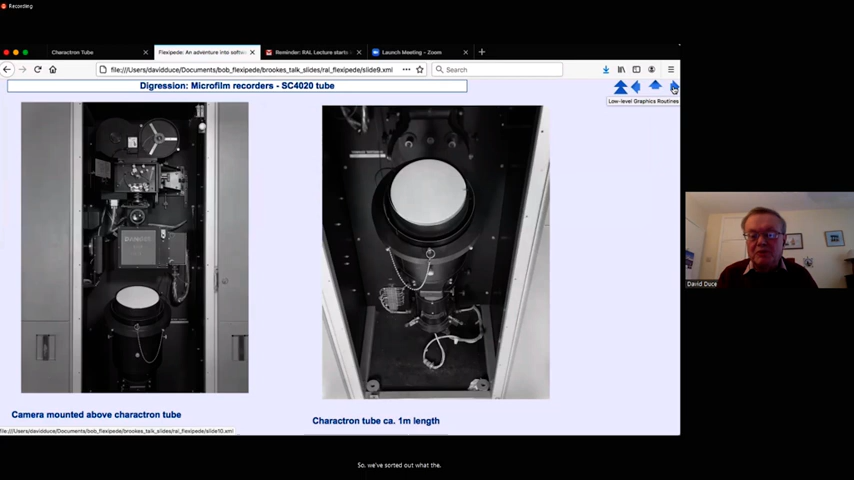 Recording
Charactron Tube
Flexipede: An adventure into softw
Reminder: RAL Lecture starts
Launch Meeting - Zoom
file:///Users/davidduce/Documents/bob_flexipede/brookes_talk_slides/ral_flexipede/slide9.xml
Search
Digression: Microfilm recorders - SC4020 tube
Low-level Graphics Routines
David Duce
Camera mounted above charactron tube
Charactron tube ca. 1m length
file:///Users/davidduce/Documents/bob_flexipede/brookes_talk_slides/ral_flexipede/slide10.xml
So, we've sorted out what the.